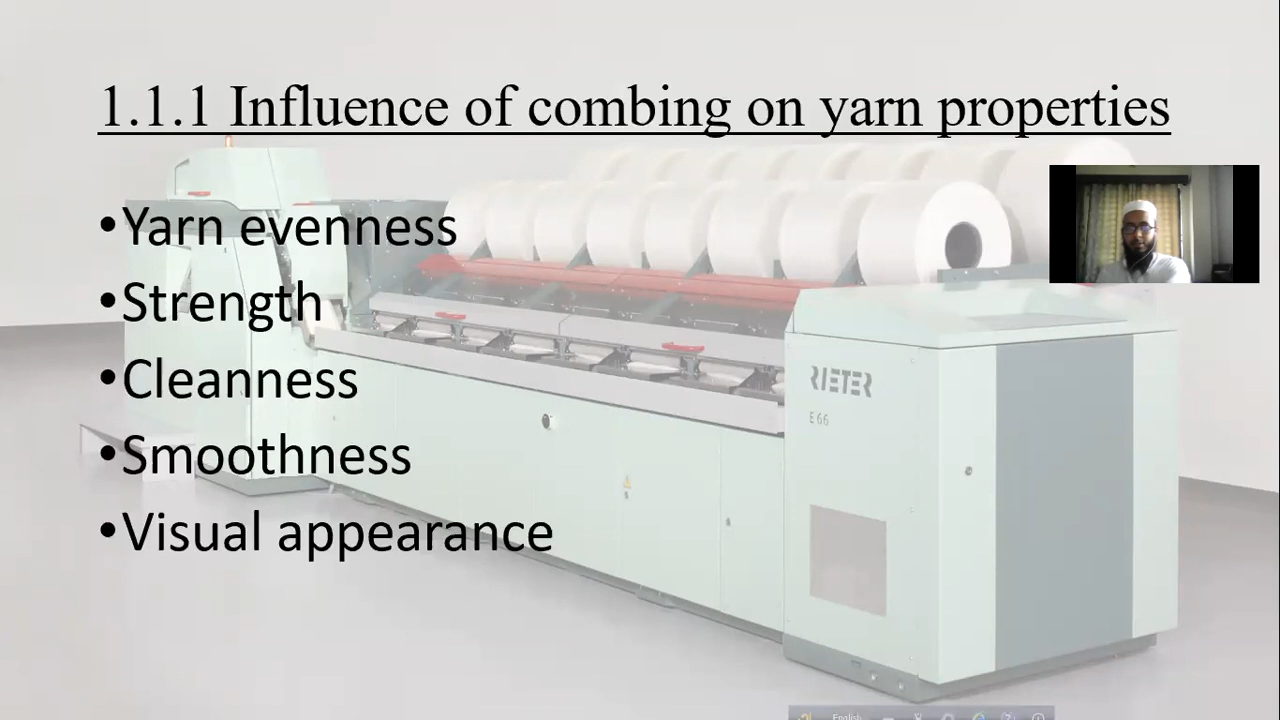 1.1.1 Influence of combing on yarn properties
•Yarn evenness
•Strength
•Cleanness
•Smoothness
•Visual appearance
RIETER
E 66
English